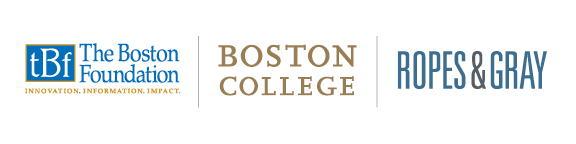 tBf
The Boston
Foundation
INNOVATION. INFORMATION. IMPACT.
BOSTON
COLLEGE
ROPES&GRAY